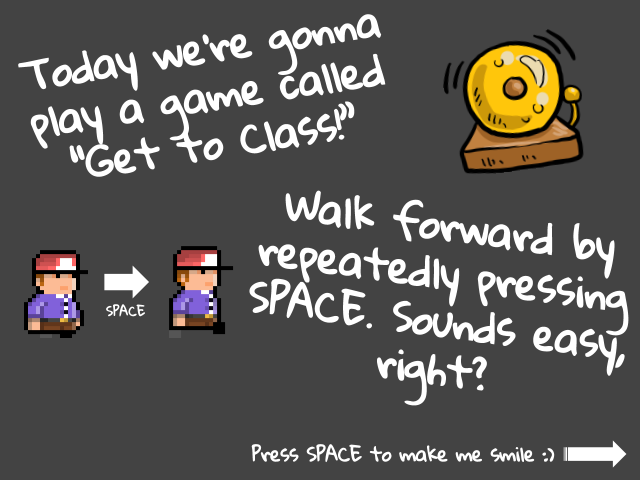 Today we're gonna
play a game called
"Get to Class!"
Walk forward by
repeatedly pressing
SPACE. Sounds easy,
right?
SPACE
Press SPACE to make me smile :)